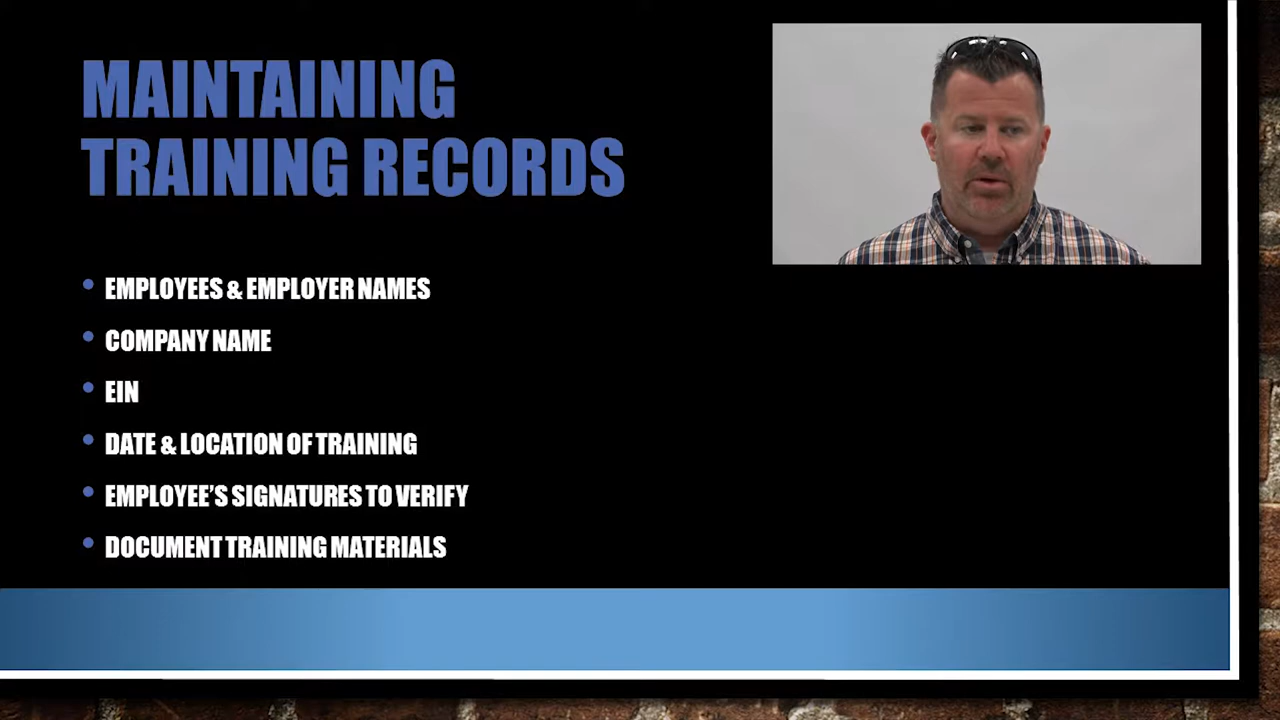 MAINTAINING
TRAINING RECORDS
• EMPLOYEES & EMPLOYER NAMES
• COMPANY NAME
• EIN
• DATE & LOCATION OF TRAINING
• EMPLOYEE'S SIGNATURES TO VERIFY
• DOCUMENT TRAINING MATERIALS